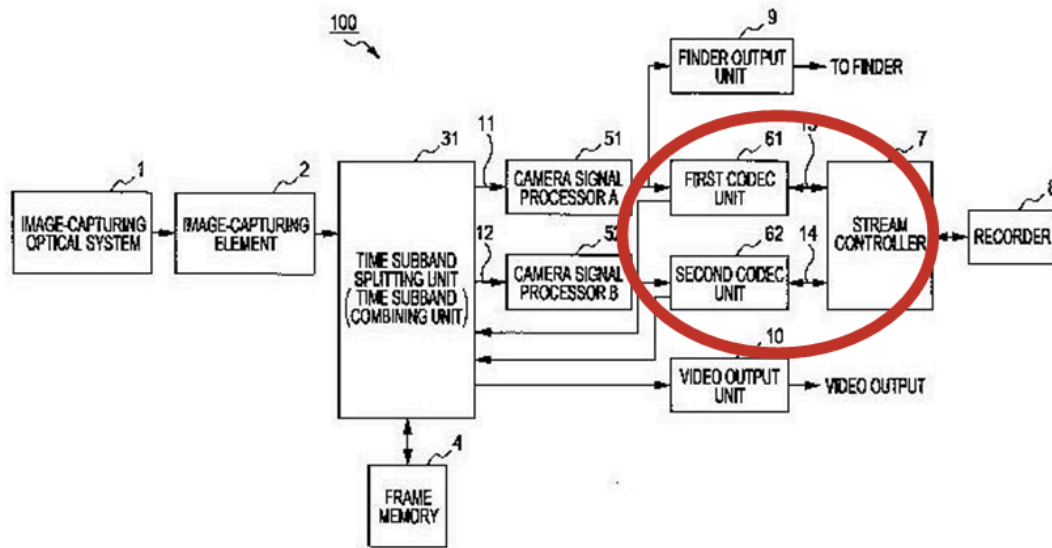 100
9
FINDER OUTPUT
UNIT
TO FINDER
31
11
51
61
7
1
2
CAMERA SIGNAL
PROCESSOR A
FIRST CODEC
UNIT
8
IMAGE-CAPTURING
OPTICAL SYSTEM
IMAGE-CAPTURING
ELEMENT
STREAM
CONTROLLER
RECORDER
12
62
14
TIME SUBBAND
SPLITTING UNIT
(TIME SUBBAND
COMBINING UNIT)
CAMERA SIGNAL
PROCESSOR B
SECOND CODEC
UNIT
10
VIDEO OUTPUT
UNIT
VIDEO OUTPUT
4
FRAME
MEMORY